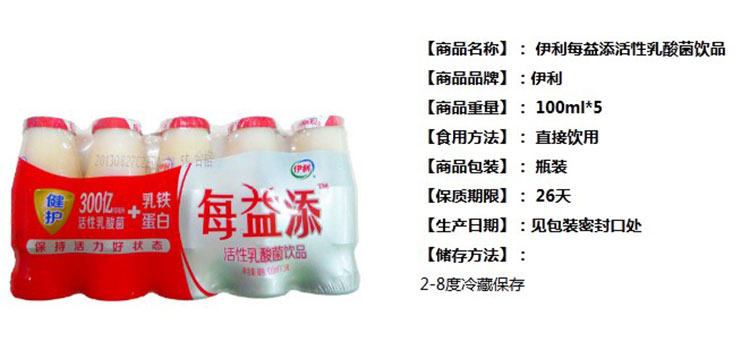 【商品名称】： 伊利每益添活性乳酸菌饮品
【商品品牌】：伊利
【商品重量】： 100ml*5
【食用方法】： 直接饮用
【商品包装】： 瓶装
【保质期限】： 26天
【生产日期】：见包装密封口处
【储存方法】：
2-8度冷藏保存
伊利
健护
300亿
活性乳酸菌
+
乳铁
蛋白
保持活力好状态
每益添™
活性乳酸菌饮品